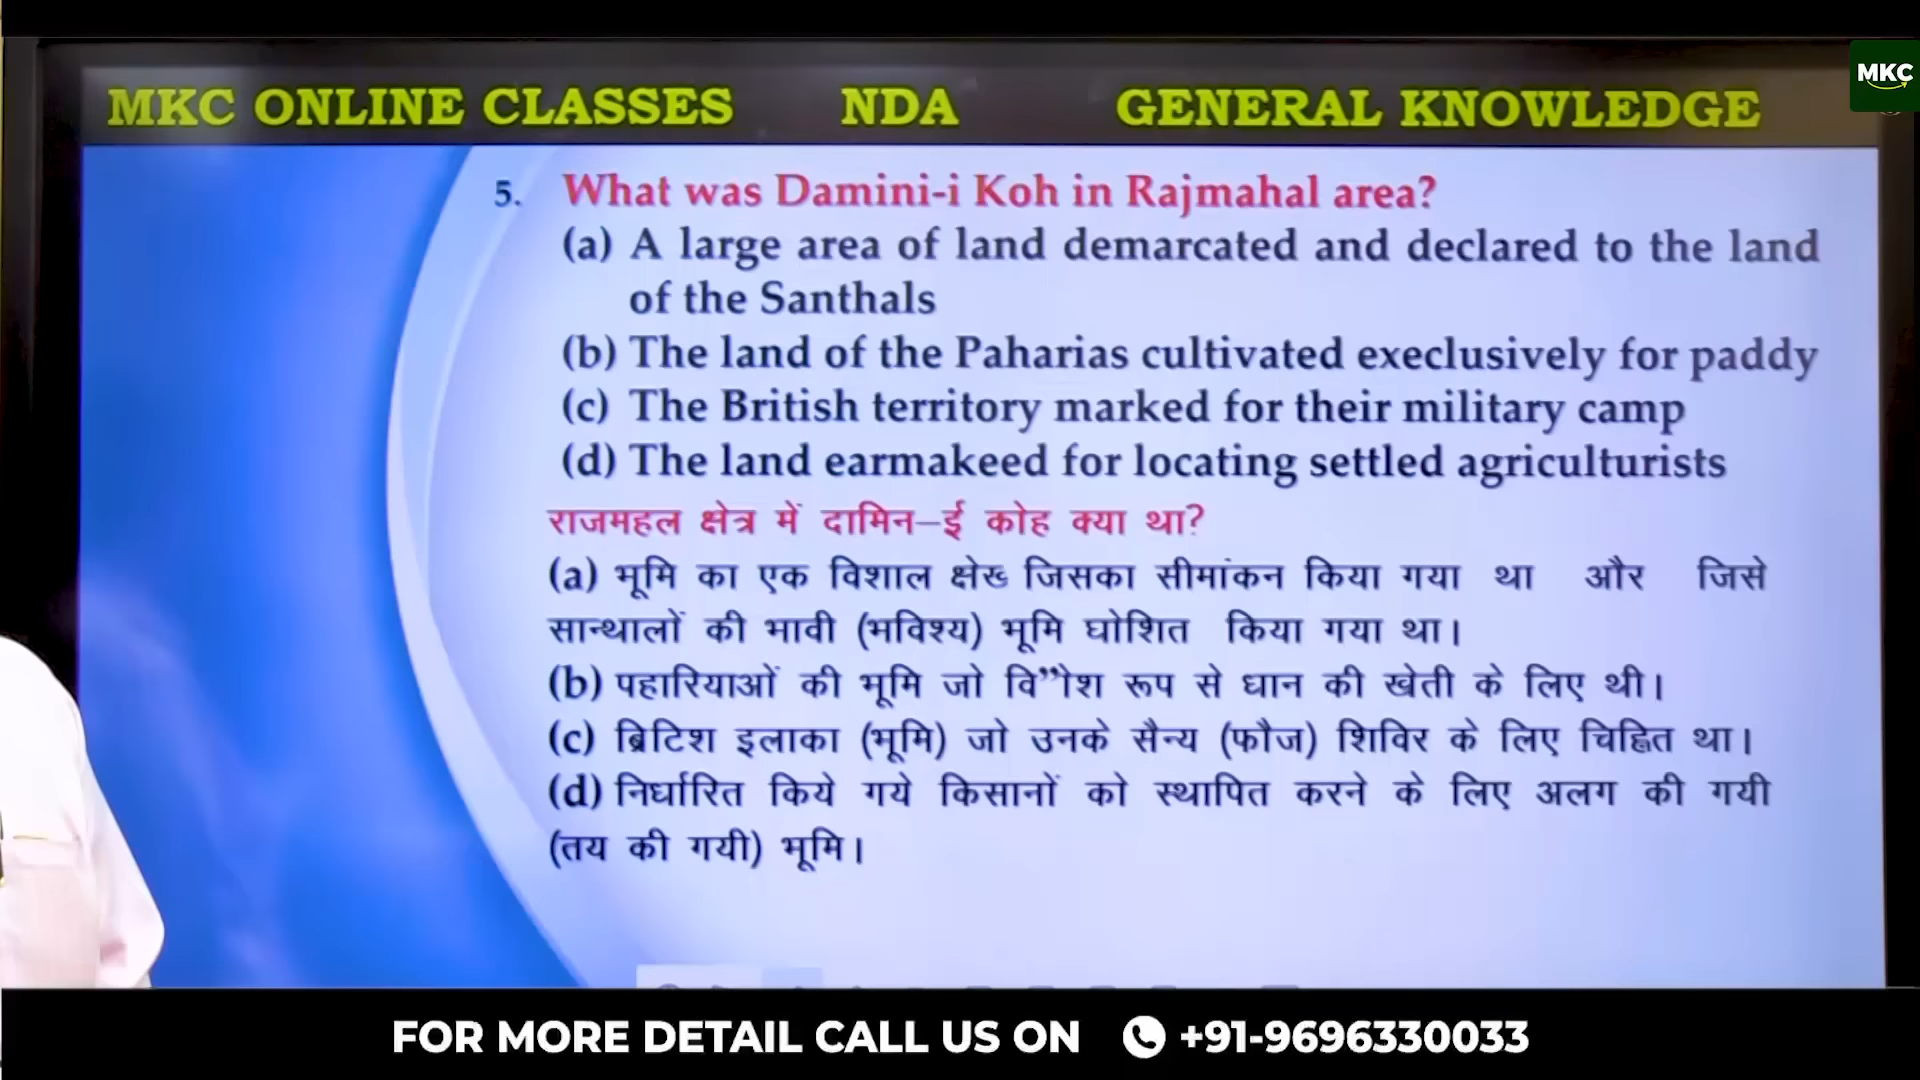 MKC ONLINE CLASSES NDA GENERAL KNOWLEDGE
MKC
5. What was Damini-i Koh in Rajmahal area?
(a) A large area of land demarcated and declared to the land
of the Santhals
(b) The land of the Paharias cultivated execlusively for paddy
(c) The British territory marked for their military camp
(d) The land earmakeed for locating settled agriculturists
राजमहल क्षेत्र में दामिन–ई कोह क्या था?
(a) भूमि का एक विशाल क्षेख् जिसका सीमांकन किया गया था और जिसे
सान्थालों की भावी (भविश्य) भूमि घोशित किया गया था।
(b) पहारियाओं की भूमि जो वि”ोश रूप से धान की खेती के लिए थी।
(c) ब्रिटिश इलाका (भूमि) जो उनके सैन्य (फौज) शिविर के लिए चिह्नित था।
(d) निर्धारित किये गये किसानों को स्थापित करने के लिए अलग की गयी
(तय की गयी) भूमि।
FOR MORE DETAIL CALL US ON +91-9696330033